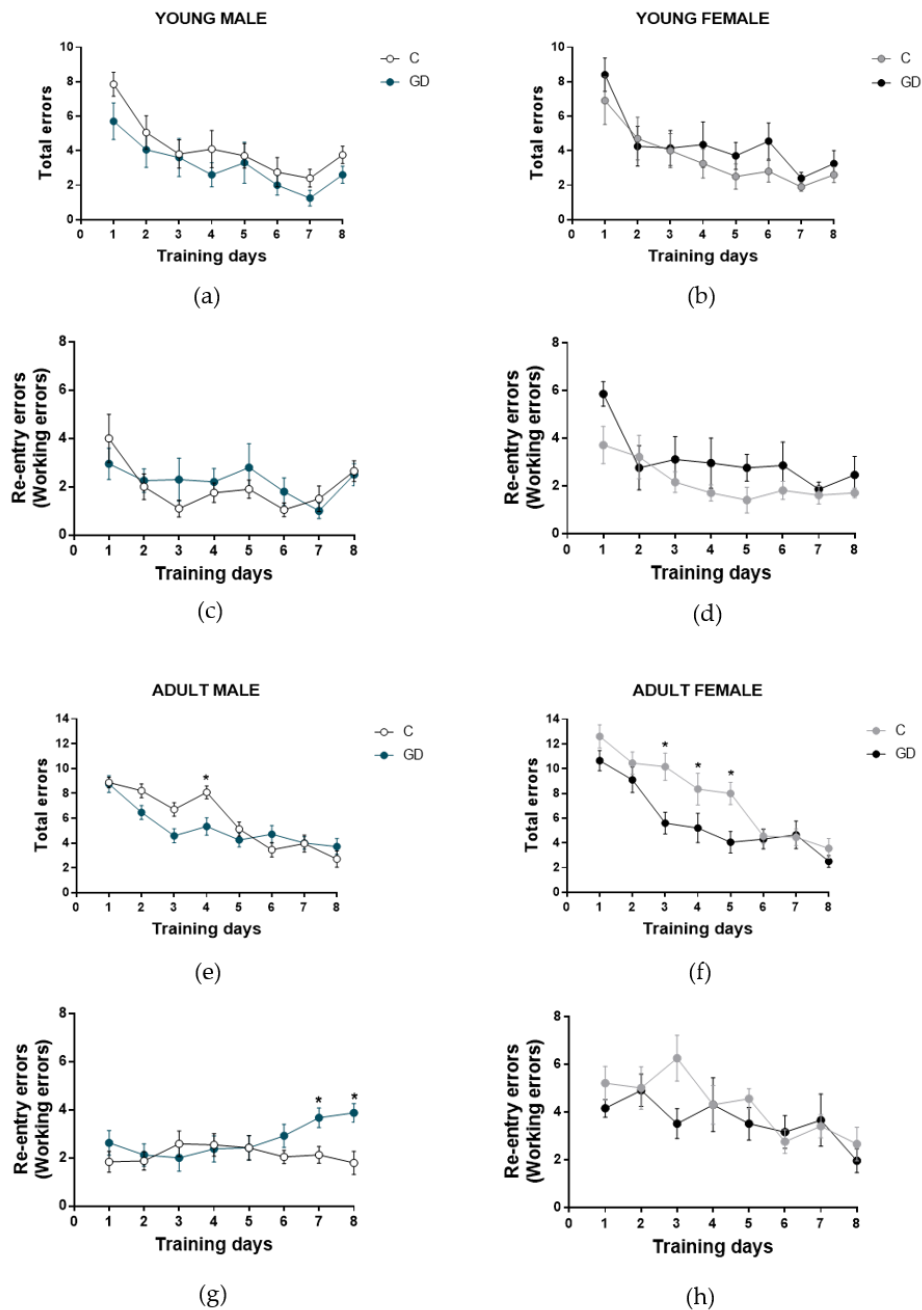 YOUNG MALE
10
8
6
4
2
0
Total errors
0 1 2 3 4 5 6 7 8
Training days
C
GD
(a)
YOUNG FEMALE
10
8
6
4
2
0
Total errors
0 1 2 3 4 5 6 7 8
Training days
C
GD
(b)
8
6
4
2
0
Re-entry errors
(Working errors)
0 1 2 3 4 5 6 7 8
Training days
(c)
8
6
4
2
0
Re-entry errors
(Working errors)
0 1 2 3 4 5 6 7 8
Training days
(d)
ADULT MALE
14
12
10
8
6
4
2
0
Total errors
*
0 1 2 3 4 5 6 7 8
Training days
C
GD
(e)
ADULT FEMALE
14
12
10
8
6
4
2
0
Total errors
* * *
0 1 2 3 4 5 6 7 8
Training days
C
GD
(f)
8
6
4
2
0
Re-entry errors
(Working errors)
* *
0 1 2 3 4 5 6 7 8
Training days
(g)
8
6
4
2
0
Re-entry errors
(Working errors)
0 1 2 3 4 5 6 7 8
Training days
(h)